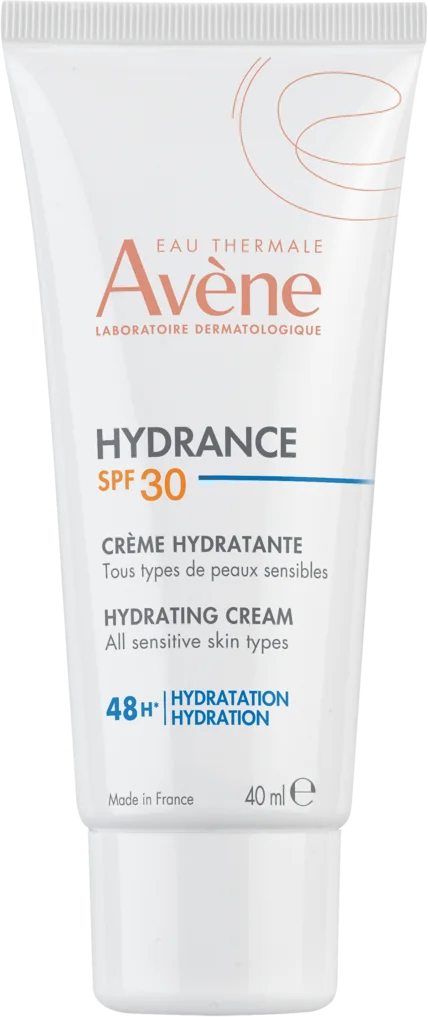 EAU THERMALE
Avène
LABORATOIRE DERMATOLOGIQUE
HYDRANCE
SPF 30
CRÈME HYDRATANTE
Tous types de peaux sensibles
HYDRATING CREAM
All sensitive skin types
48H* HYDRATATION
HYDRATION
Made in France 40 ml ℮